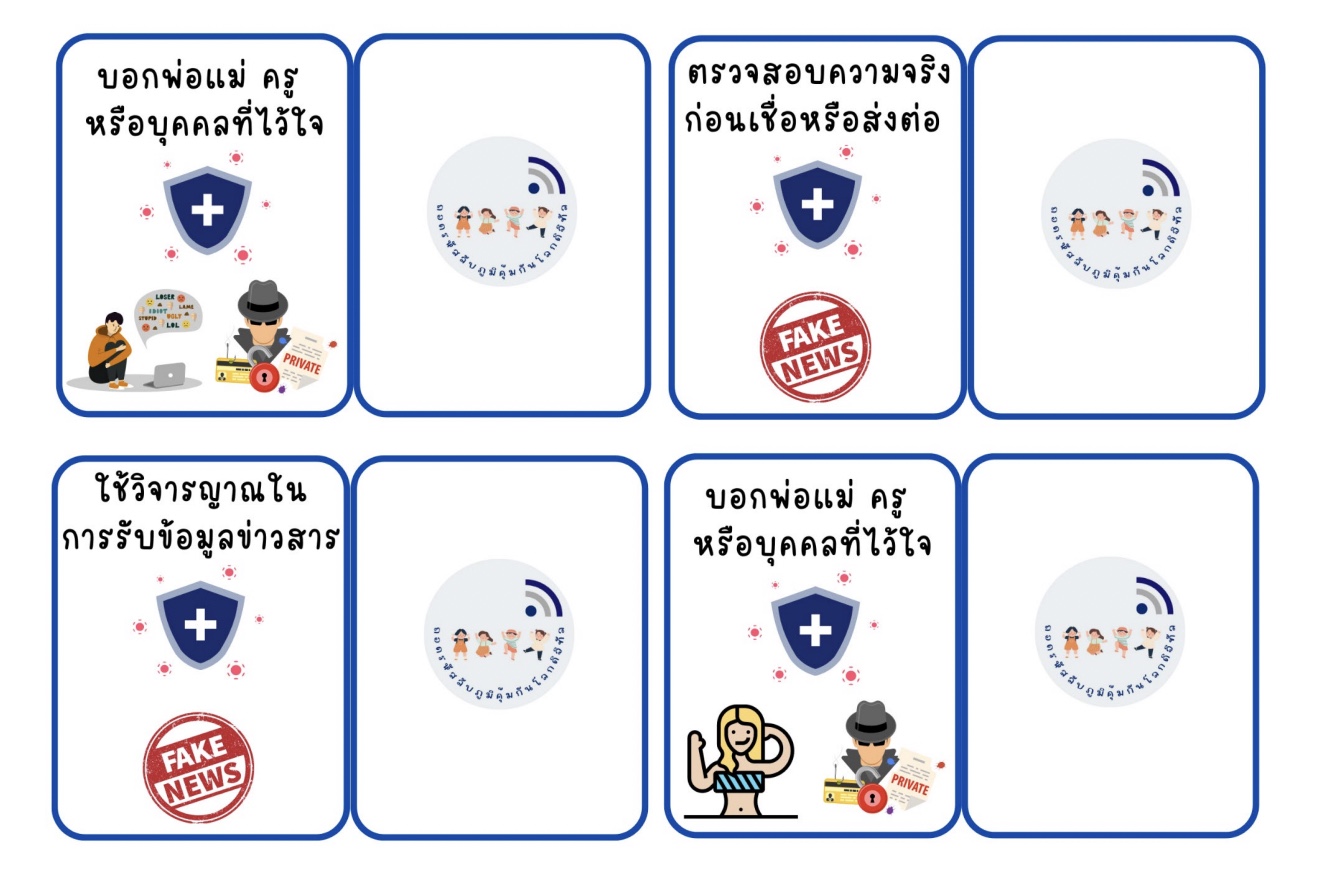 บอกพ่อแม่ ครู
หรือบุคคลที่ไว้ใจ
LOSER
LAME
IDIOT
STUPID
UGLY
LOL
PRIVATE
ถอดรหัสลับภูมิคุ้มกันโลกดิจิทัล
ตรวจสอบความจริง
ก่อนเชื่อหรือส่งต่อ
FAKE
NEWS
ถอดรหัสลับภูมิคุ้มกันโลกดิจิทัล
ใช้วิจารญาณใน
การรับข้อมูลข่าวสาร
FAKE
NEWS
ถอดรหัสลับภูมิคุ้มกันโลกดิจิทัล
บอกพ่อแม่ ครู
หรือบุคคลที่ไว้ใจ
PRIVATE
ถอดรหัสลับภูมิคุ้มกันโลกดิจิทัล